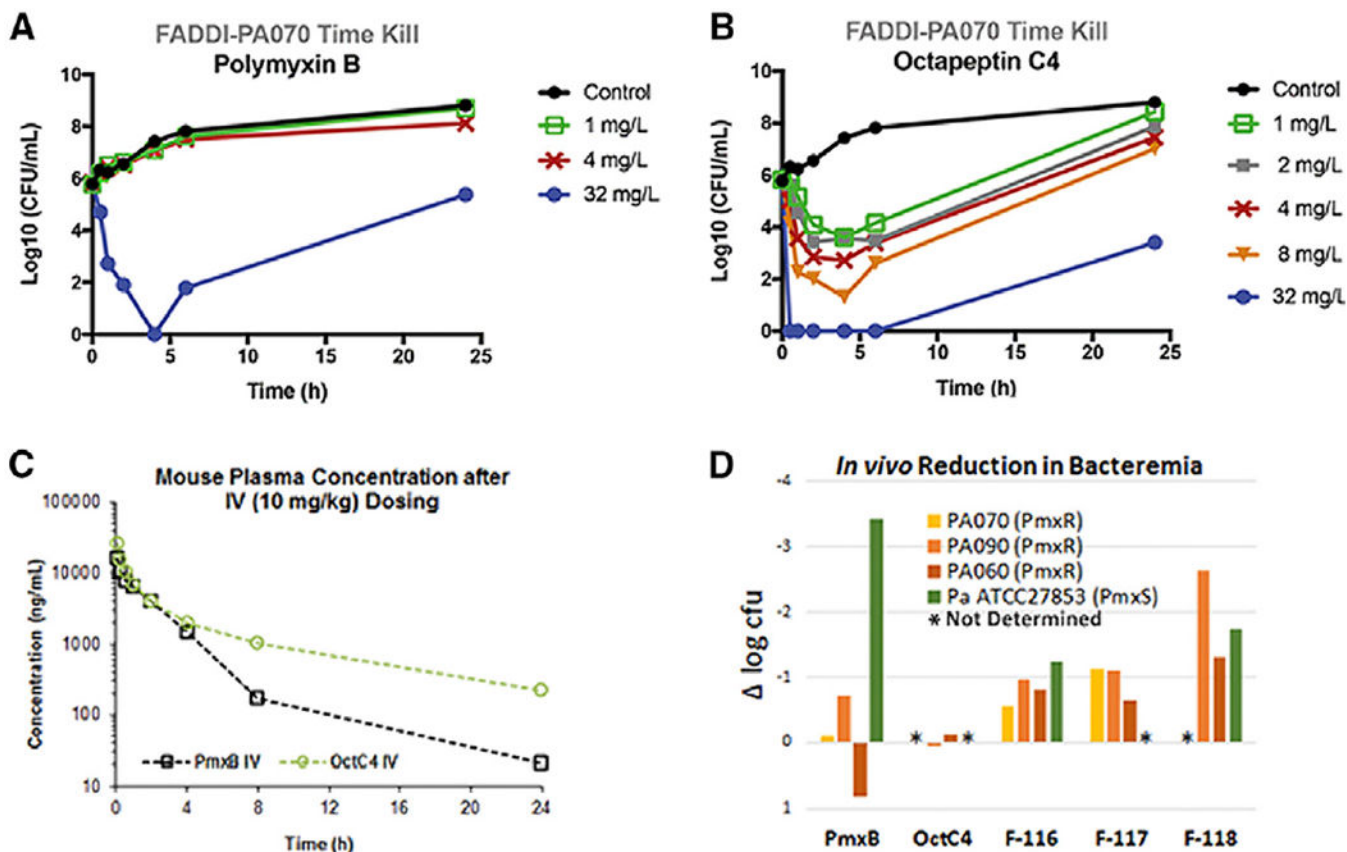 A
FADDI-PA070 Time Kill
Polymyxin B
Log10 (CFU/mL)
10
8
6
4
2
0
0 5 10 15 20 25
Time (h)
Control
1 mg/L
4 mg/L
32 mg/L
B
FADDI-PA070 Time Kill
Octapeptin C4
Log10 (CFU/mL)
10
8
6
4
2
0
0 5 10 15 20 25
Time (h)
Control
1 mg/L
2 mg/L
4 mg/L
8 mg/L
32 mg/L
C
Mouse Plasma Concentration after
IV (10 mg/kg) Dosing
Concentration (ng/mL)
100000
10000
1000
100
10
PmxB IV OctC4 IV
0 4 8 12 16 20 24
Time (h)
D
In vivo Reduction in Bacteremia
Δ log cfu
-4
-3
-2
-1
0
1
PA070 (PmxR)
PA090 (PmxR)
PA060 (PmxR)
Pa ATCC27853 (PmxS)
* Not Determined
* * * *
PmxB OctC4 F-116 F-117 F-118